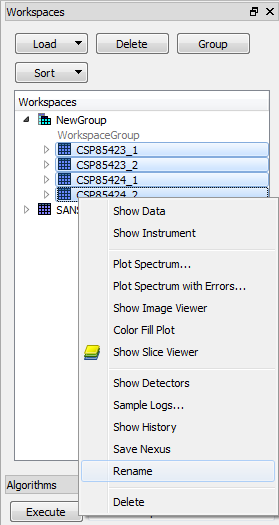 Workspaces
Load
Delete
Group
Sort
Workspaces
NewGroup
WorkspaceGroup
CSP85423_1
CSP85423_2
CSP85424_1
CSP85424_2
SANS
Show Data
Show Instrument
Plot Spectrum...
Plot Spectrum with Errors...
Show Image Viewer
Color Fill Plot
Show Slice Viewer
Show Detectors
Sample Logs...
Show History
Save Nexus
Rename
Delete
Algorithms
Execute